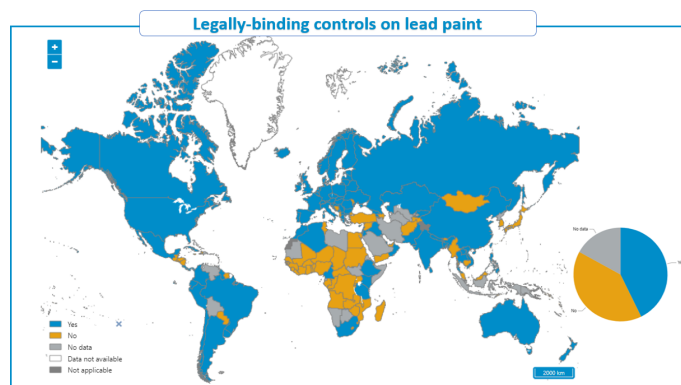 Legally-binding controls on lead paint
+
−
No data
No
Yes
No
No data
Data not available
Not applicable
2000 km